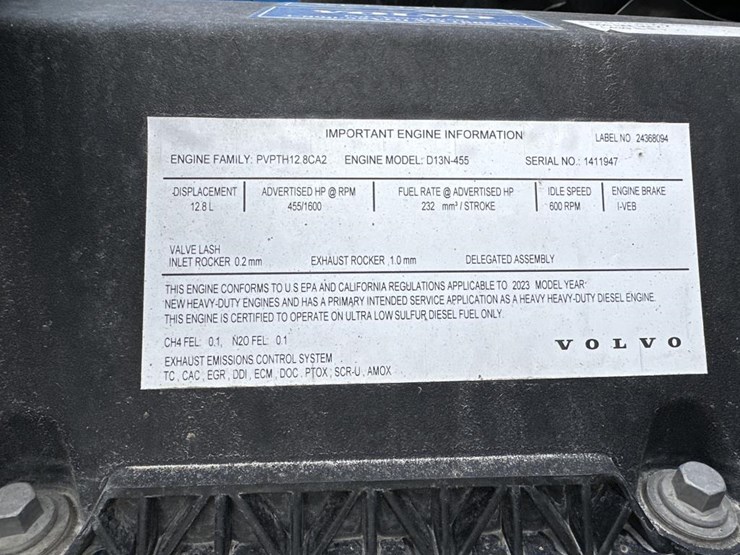 IMPORTANT ENGINE INFORMATION
LABEL NO 24368094
ENGINE FAMILY: PVPTH12.8CA2 ENGINE MODEL: D13N-455 SERIAL NO.: 1411947
DISPLACEMENT ADVERTISED HP @ RPM FUEL RATE @ ADVERTISED HP IDLE SPEED ENGINE BRAKE
12.8 L 455/1600 232 mm³ / STROKE 600 RPM I-VEB
VALVE LASH
INLET ROCKER 0.2 mm EXHAUST ROCKER 1.0 mm DELEGATED ASSEMBLY
THIS ENGINE CONFORMS TO U.S EPA AND CALIFORNIA REGULATIONS APPLICABLE TO 2023 MODEL YEAR
NEW HEAVY-DUTY ENGINES AND HAS A PRIMARY INTENDED SERVICE APPLICATION AS A HEAVY HEAVY-DUTY DIESEL ENGINE.
THIS ENGINE IS CERTIFIED TO OPERATE ON ULTRA LOW SULFUR DIESEL FUEL ONLY.
CH4 FEL: 0.1, N2O FEL: 0.1
VOLVO
EXHAUST EMISSIONS CONTROL SYSTEM
TC, CAC, EGR, DDI, ECM, DOC, PTOX, SCR-U, AMOX